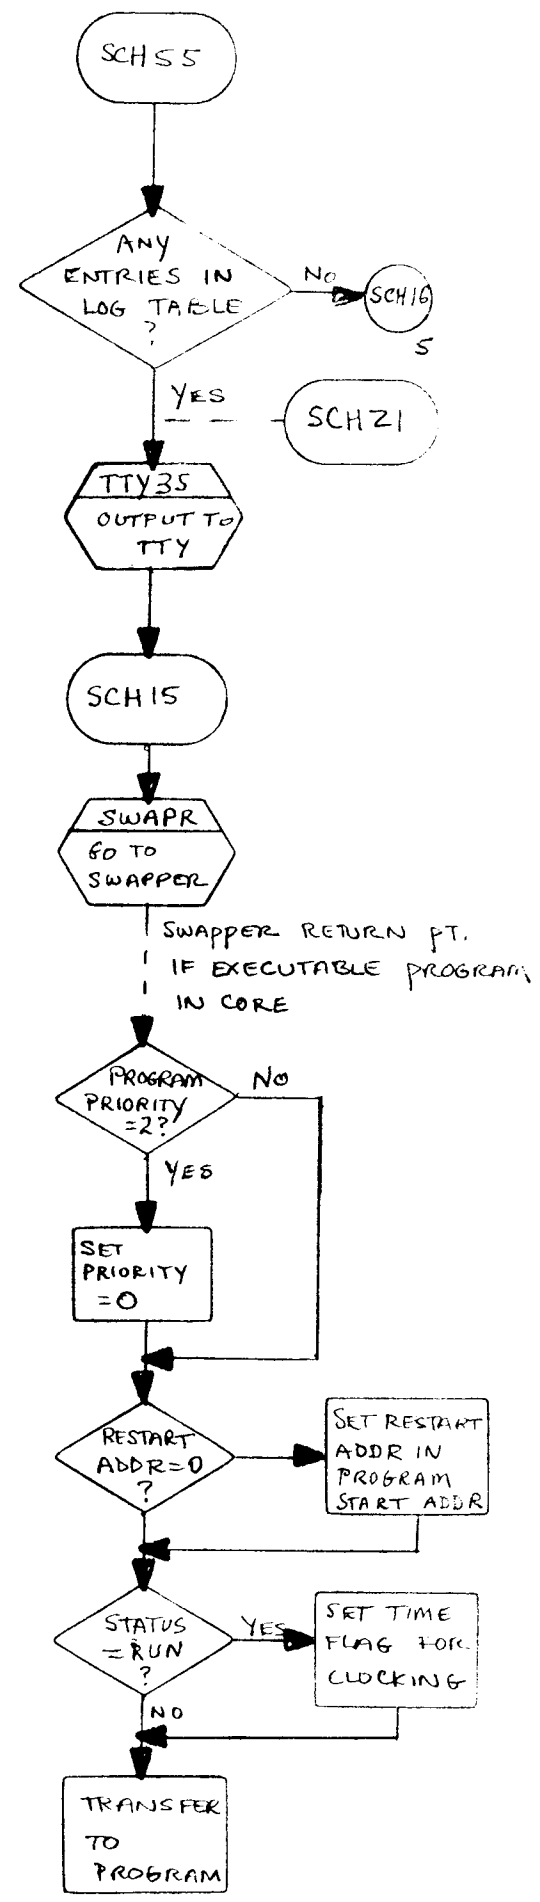 SCH55
ANY
ENTRIES IN
LOG TABLE
?
NO
SCH16
5
YES
SCH21
TTY35
OUTPUT TO
TTY
SCH15
SWAPR
GO TO
SWAPPER
SWAPPER RETURN PT.
IF EXECUTABLE PROGRAM
IN CORE
PROGRAM
PRIORITY
=2?
NO
YES
SET
PRIORITY
=0
RESTART
ADDR=0
?
SET RESTART
ADDR IN
PROGRAM
START ADDR
STATUS
=RUN
?
YES
SET TIME
FLAG FOR
CLOCKING
NO
TRANSFER
TO
PROGRAM